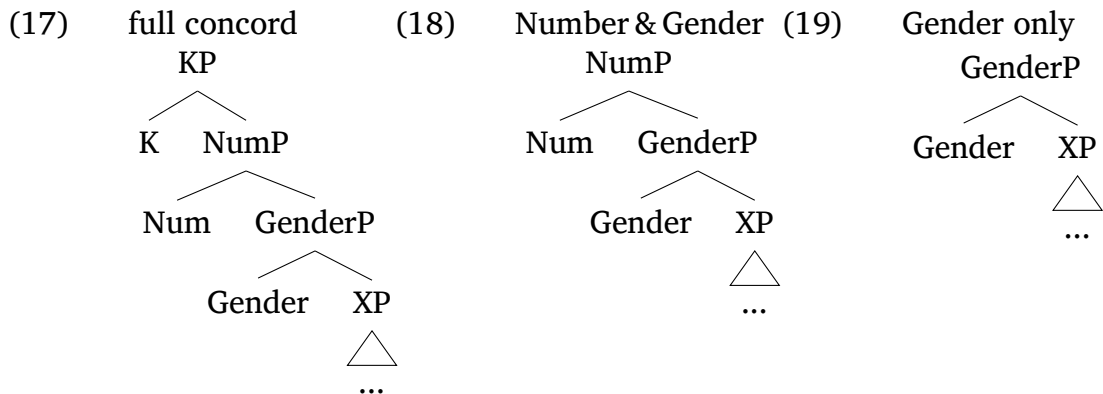 (17) full concord (18) Number & Gender (19) Gender only
KP NumP GenderP
K NumP Num GenderP Gender XP
Num GenderP Gender XP ...
Gender XP ...
...